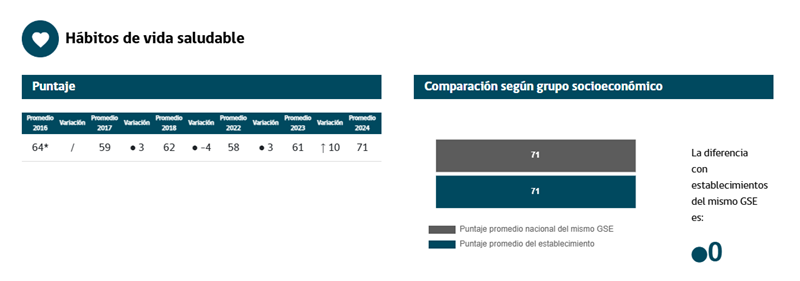 Hábitos de vida saludable
Puntaje
Promedio 2016 Variación Promedio 2017 Variación Promedio 2018 Variación Promedio 2022 Variación Promedio 2023 Variación Promedio 2024
64* / 59 ● 3 62 ● -4 58 ● 3 61 ↑ 10 71
Comparación según grupo socioeconómico
71
71
Puntaje promedio nacional del mismo GSE
Puntaje promedio del establecimiento
La diferencia
con
establecimientos
del mismo GSE
es:
●0